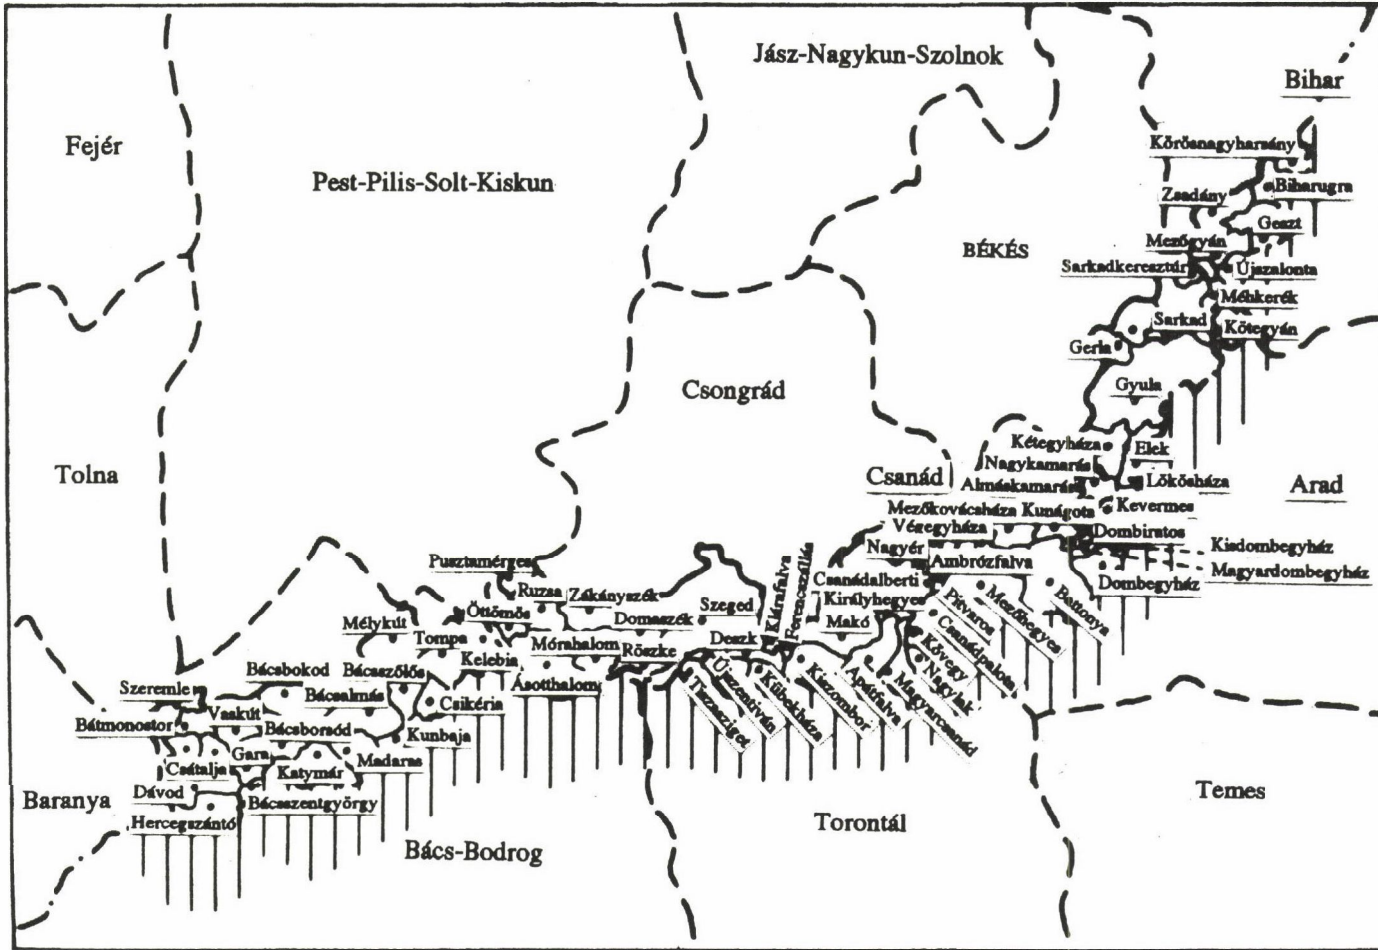 Jász-Nagykun-Szolnok
Bihar
Fejér
Pest-Pilis-Solt-Kiskun
Kőrösnagyharsány
Biharugra
Zsadány
Geszt
BÉKÉS
Mezőgyán
Sarkadkeresztúr
Újszalonta
Méhkerék
Sarkad
Kőtegyán
Gerla
Gyula
Csongrád
Kétegyháza
Elek
Tolna
Csanád
Nagykamarás
Almáskamarás
Lőkösháza
Arad
Mezőkovácsháza
Kunágota
Kevermes
Végegyháza
Dombiratos
Nagyér
Ambrózfalva
Kisdombegyház
Magyardombegyház
Dombegyház
Pusztamérges
Ruzsa
Zákányszék
Szeged
Klárafalva
Ferencszállás
Csanádalberti
Királyhegyes
Makó
Pitvaros
Mezőhegyes
Battonya
Csanádpalota
Kövegy
Nagylak
Magyarcsanád
Apátfalva
Kiszombor
Kübekháza
Újszentiván
Tiszasziget
Deszk
Öttömös
Domaszék
Mélykút
Tompa
Mórahalom
Röszke
Kelebia
Ásotthalom
Bácsbokod
Bácsszőlős
Szeremle
Bácsalmás
Csikéria
Bátmonostor
Vaskút
Bácsborsód
Kunbaja
Csátalja
Gara
Katymár
Madaras
Baranya
Dávod
Bácsszentgyörgy
Hercegszántó
Bács-Bodrog
Torontál
Temes